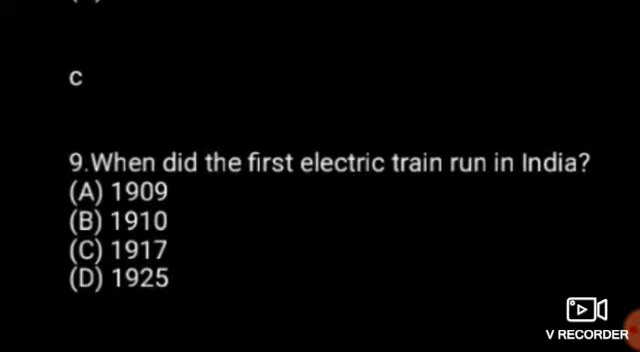 C
9.When did the first electric train run in India?
(A) 1909
(B) 1910
(C) 1917
(D) 1925
V RECORDER